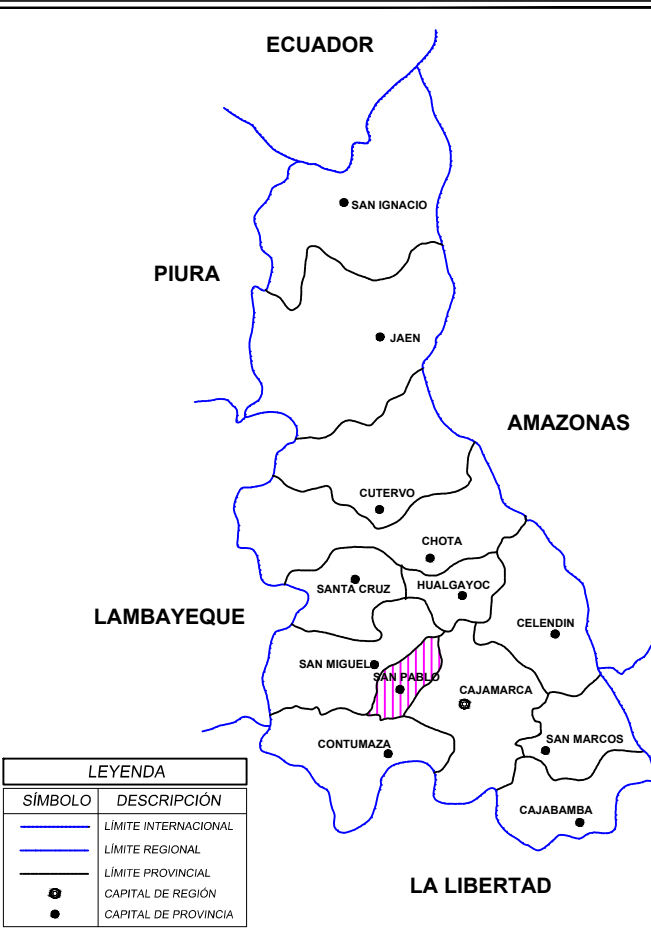 ECUADOR
SAN IGNACIO
PIURA
JAEN
AMAZONAS
CUTERVO
CHOTA
SANTA CRUZ
HUALGAYOC
LAMBAYEQUE
CELENDIN
SAN MIGUEL
SAN PABLO
CAJAMARCA
CONTUMAZA
SAN MARCOS
CAJABAMBA
LA LIBERTAD
LEYENDA
SÍMBOLO DESCRIPCIÓN
LÍMITE INTERNACIONAL
LÍMITE REGIONAL
LÍMITE PROVINCIAL
CAPITAL DE REGIÓN
CAPITAL DE PROVINCIA